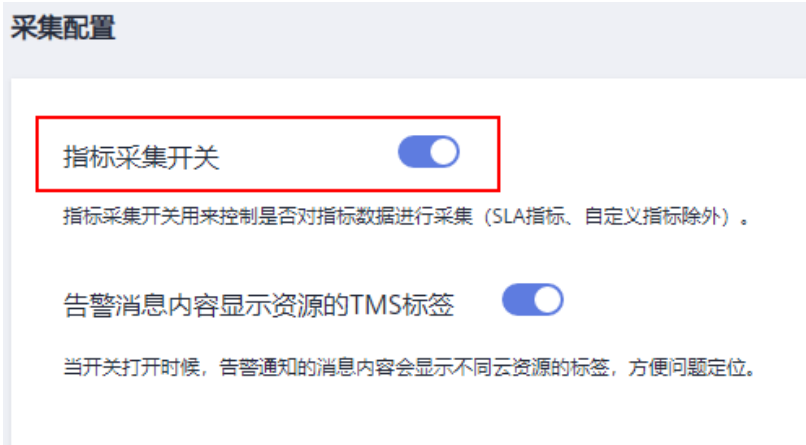 采集配置
指标采集开关
指标采集开关用来控制是否对指标数据进行采集（SLA指标、自定义指标除外）。
告警消息内容显示资源的TMS标签
当开关打开时候，告警通知的消息内容会显示不同云资源的标签，方便问题定位。